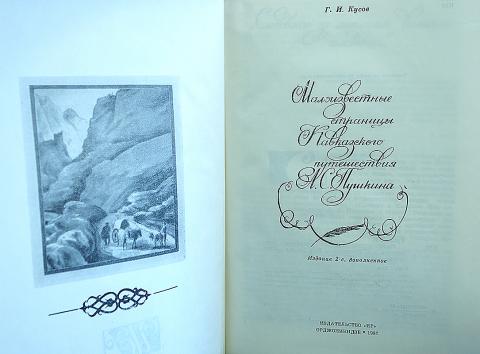 Г. И. Кусов
Малоизвестные
страницы
Кавказского
путешествия
А.С.Пушкина
Издание 2-е, дополненное
ИЗДАТЕЛЬСТВО «ИР»
ОРДЖОНИКИДЗЕ •